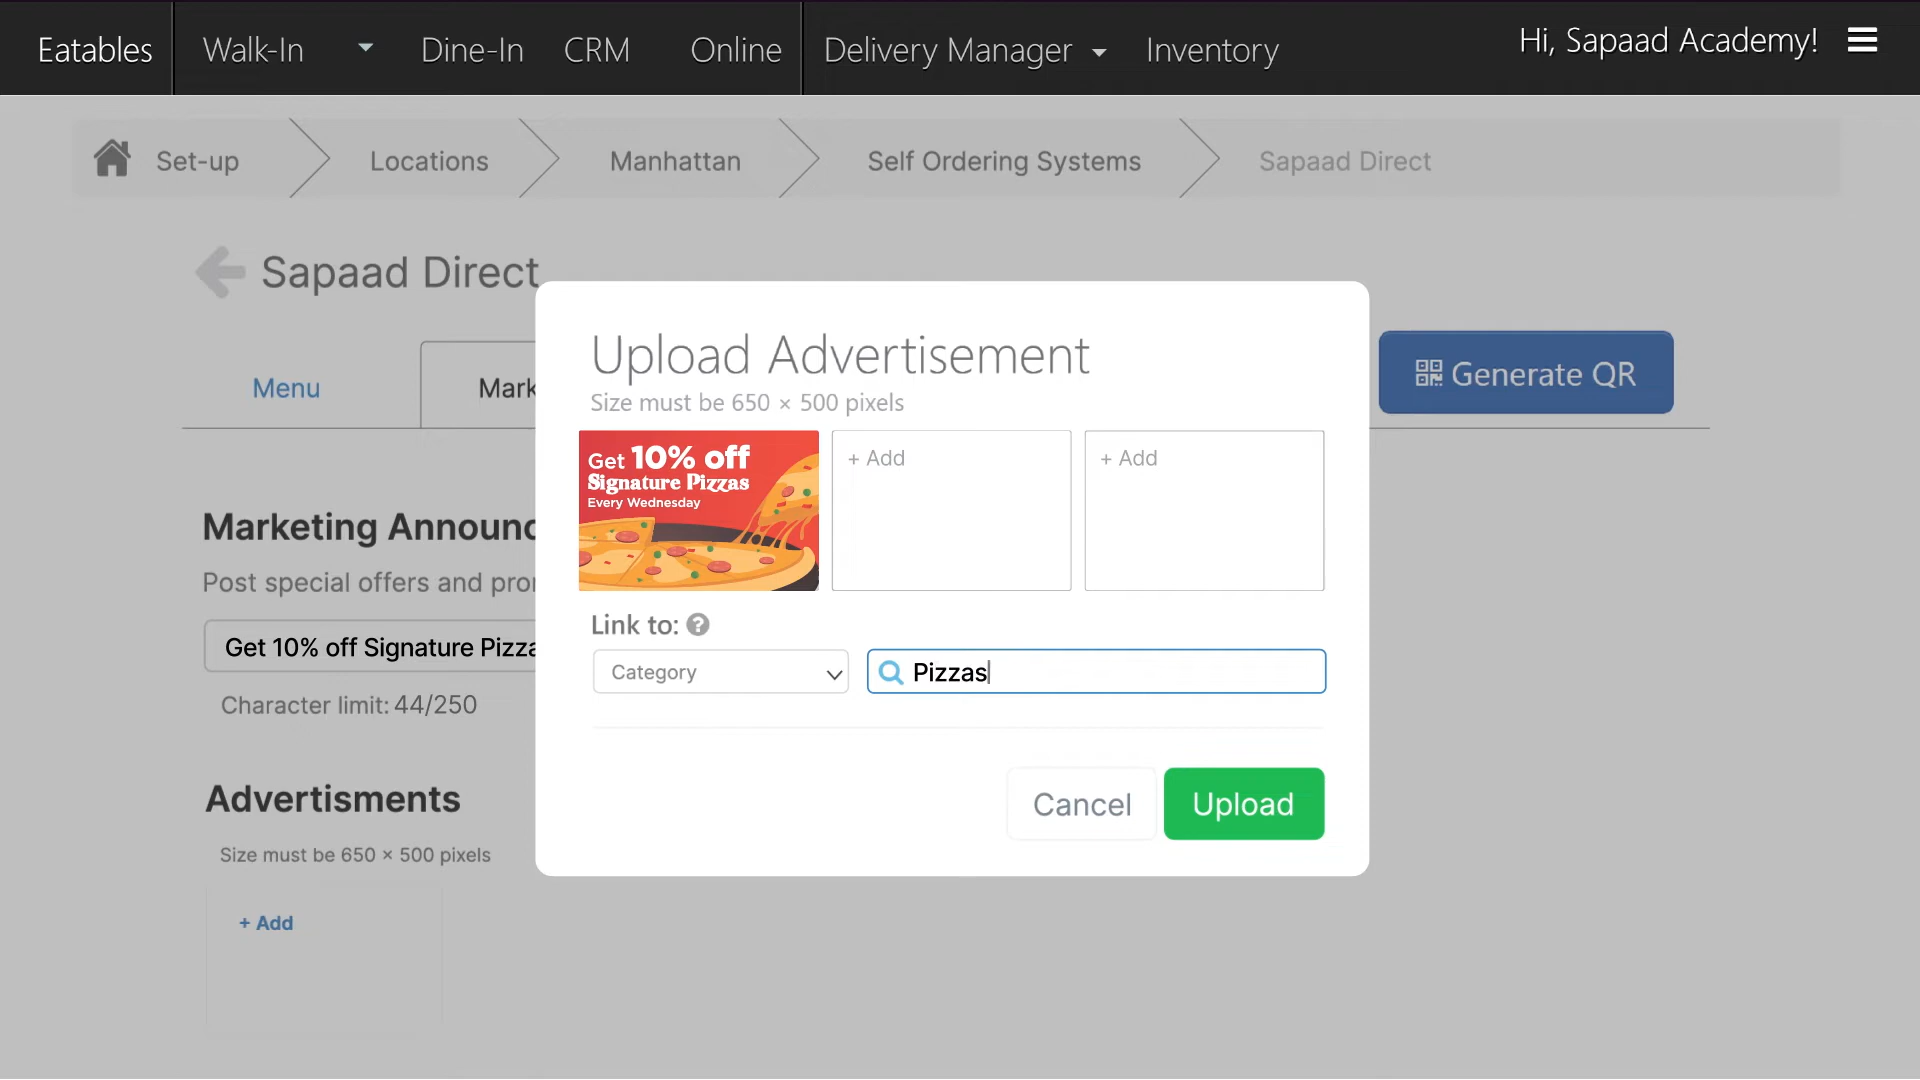 Eatables Walk-In Dine-In CRM Online Delivery Manager Inventory Hi, Sapaad Academy!
Set-up Locations Manhattan Self Ordering Systems Sapaad Direct
Sapaad Direct
Menu Mark Generate QR
Marketing Announc
Post special offers and pro
Get 10% off Signature Pizza
Character limit: 44/250
Advertisments
Size must be 650 × 500 pixels
+ Add
Upload Advertisement
Size must be 650 × 500 pixels
Get 10% off
Signature Pizzas
Every Wednesday
+ Add
+ Add
Link to: ?
Category Pizzas
Cancel Upload